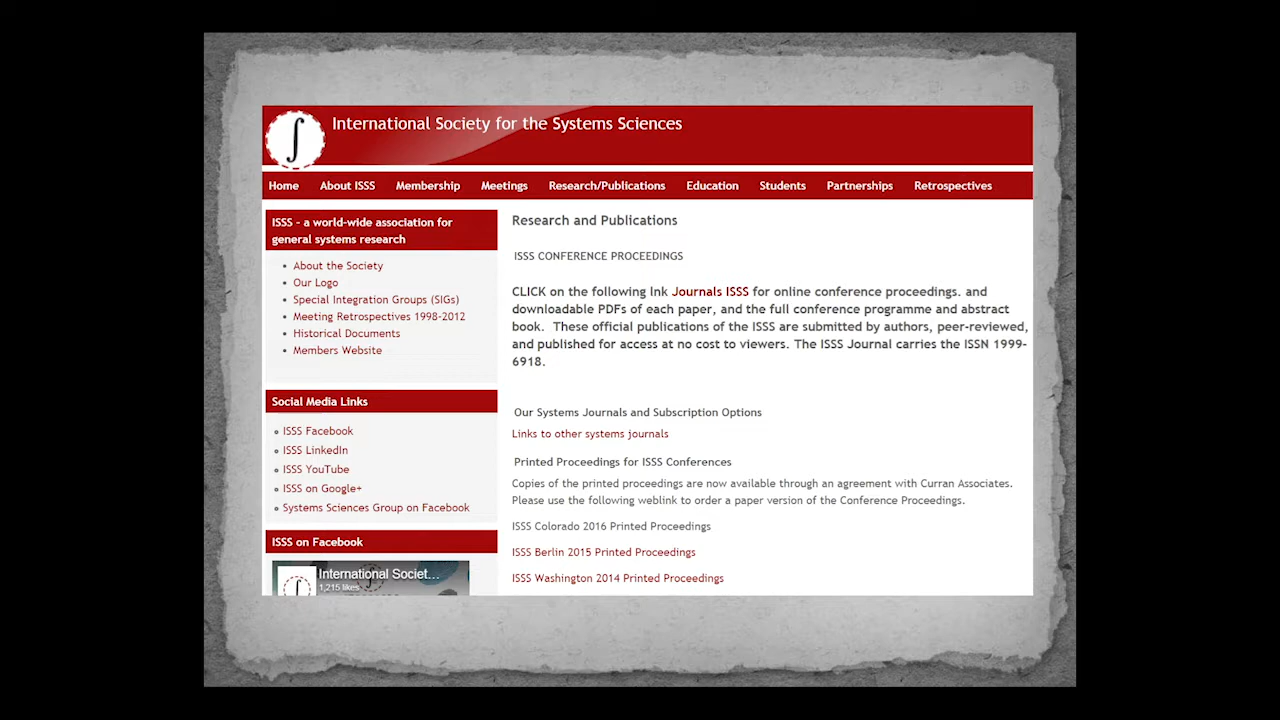 International Society for the Systems Sciences
Home About ISSS Membership Meetings Research/Publications Education Students Partnerships Retrospectives
ISSS - a world-wide association for
general systems research
About the Society
Our Logo
Special Integration Groups (SIGs)
Meeting Retrospectives 1998-2012
Historical Documents
Members Website
Social Media Links
ISSS Facebook
ISSS LinkedIn
ISSS YouTube
ISSS on Google+
Systems Sciences Group on Facebook
ISSS on Facebook
International Societ...
1,215 likes
Research and Publications
ISSS CONFERENCE PROCEEDINGS
CLICK on the following lnk Journals ISSS for online conference proceedings. and
downloadable PDFs of each paper, and the full conference programme and abstract
book. These official publications of the ISSS are submitted by authors, peer-reviewed,
and published for access at no cost to viewers. The ISSS Journal carries the ISSN 1999-
6918.
Our Systems Journals and Subscription Options
Links to other systems journals
Printed Proceedings for ISSS Conferences
Copies of the printed proceedings are now available through an agreement with Curran Associates.
Please use the following weblink to order a paper version of the Conference Proceedings.
ISSS Colorado 2016 Printed Proceedings
ISSS Berlin 2015 Printed Proceedings
ISSS Washington 2014 Printed Proceedings